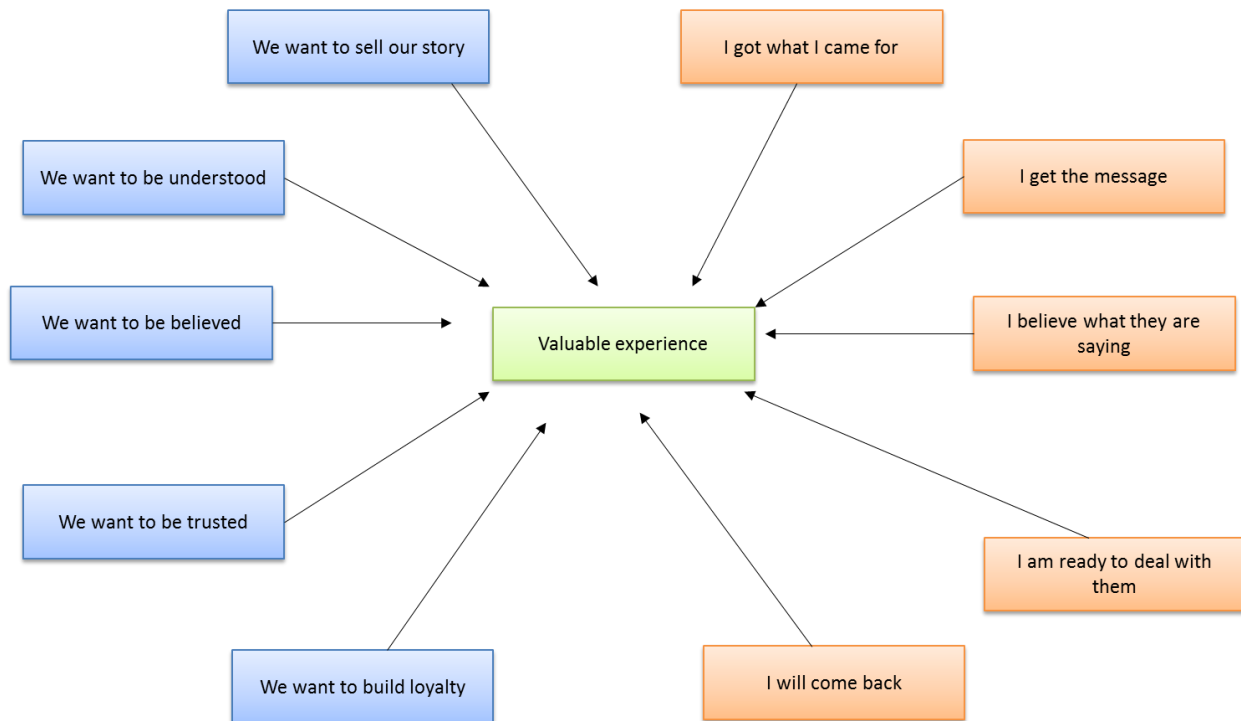 We want to sell our story
I got what I came for
We want to be understood
I get the message
We want to be believed
Valuable experience
I believe what they are
saying
We want to be trusted
I am ready to deal with
them
We want to build loyalty
I will come back